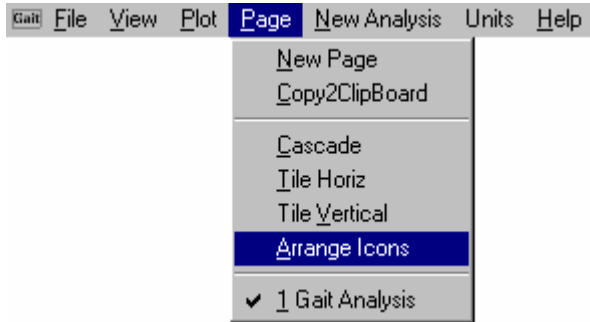 Gait File View Plot Page New Analysis Units Help
New Page
Copy2ClipBoard
Cascade
Tile Horiz
Tile Vertical
Arrange Icons
✔ 1 Gait Analysis